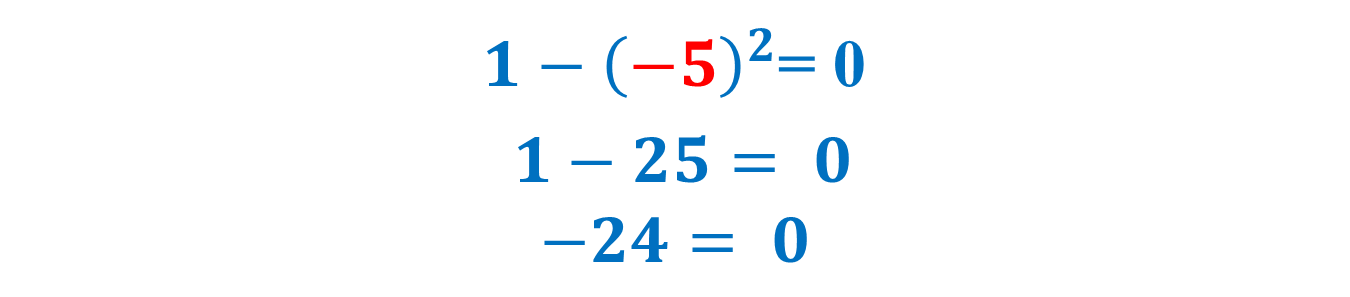 1 − (−5)²= 0
1 − 25 = 0
−24 = 0